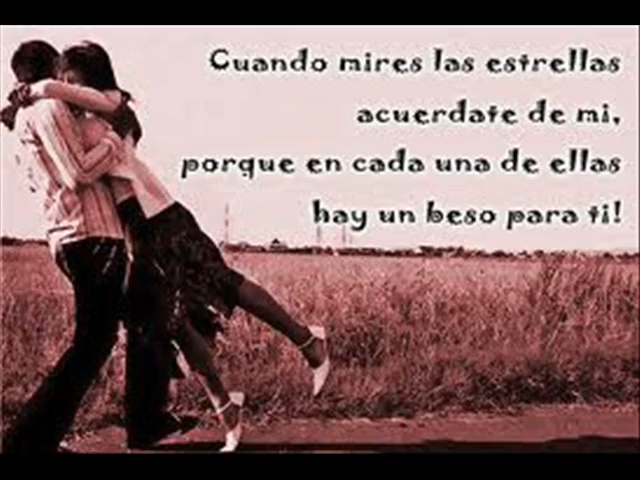 Cuando mires las estrellas
acuerdate de mi,
porque en cada una de ellas
hay un beso para ti!